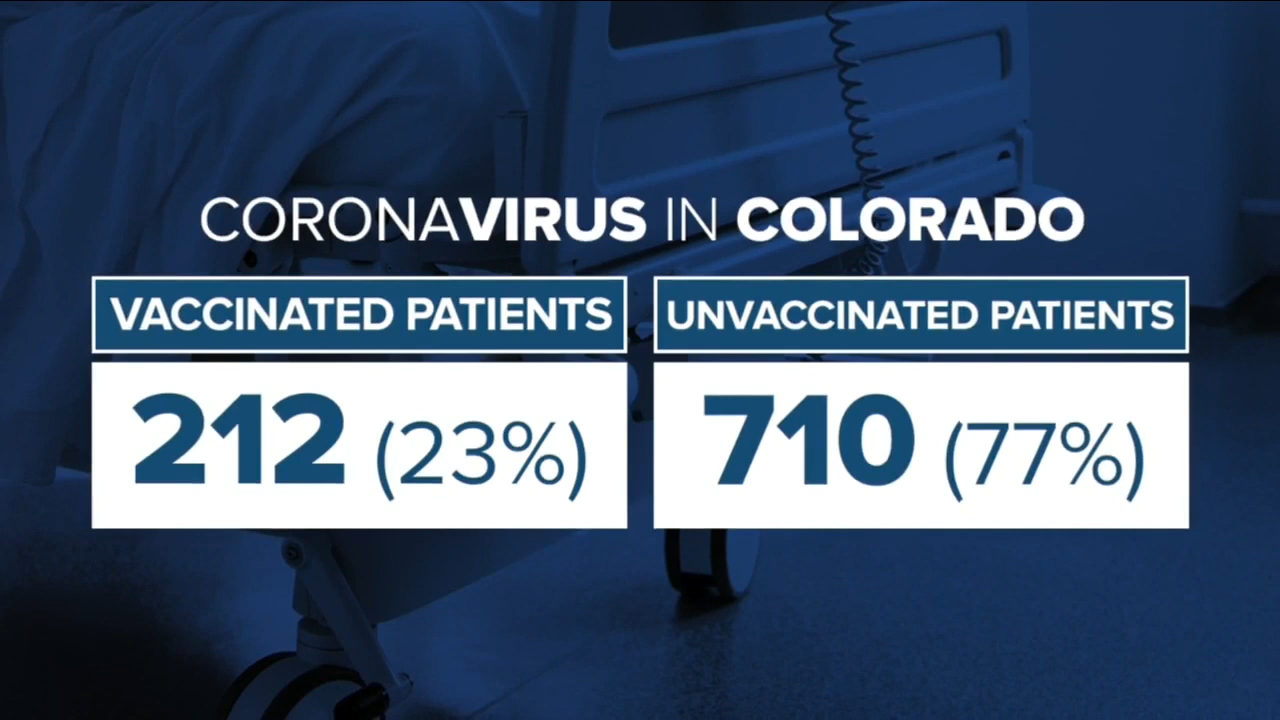 CORONAVIRUS IN COLORADO
VACCINATED PATIENTS
212 (23%)
UNVACCINATED PATIENTS
710 (77%)